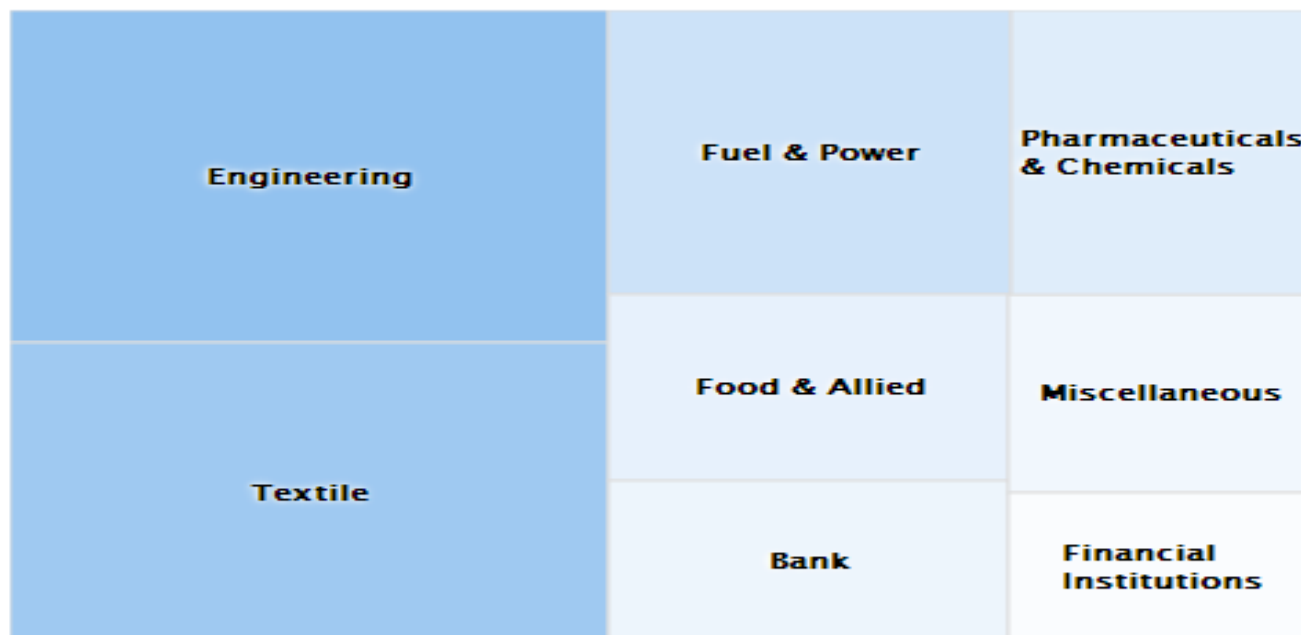 Engineering
Textile
Fuel & Power
Food & Allied
Bank
Pharmaceuticals
& Chemicals
Miscellaneous
Financial
Institutions